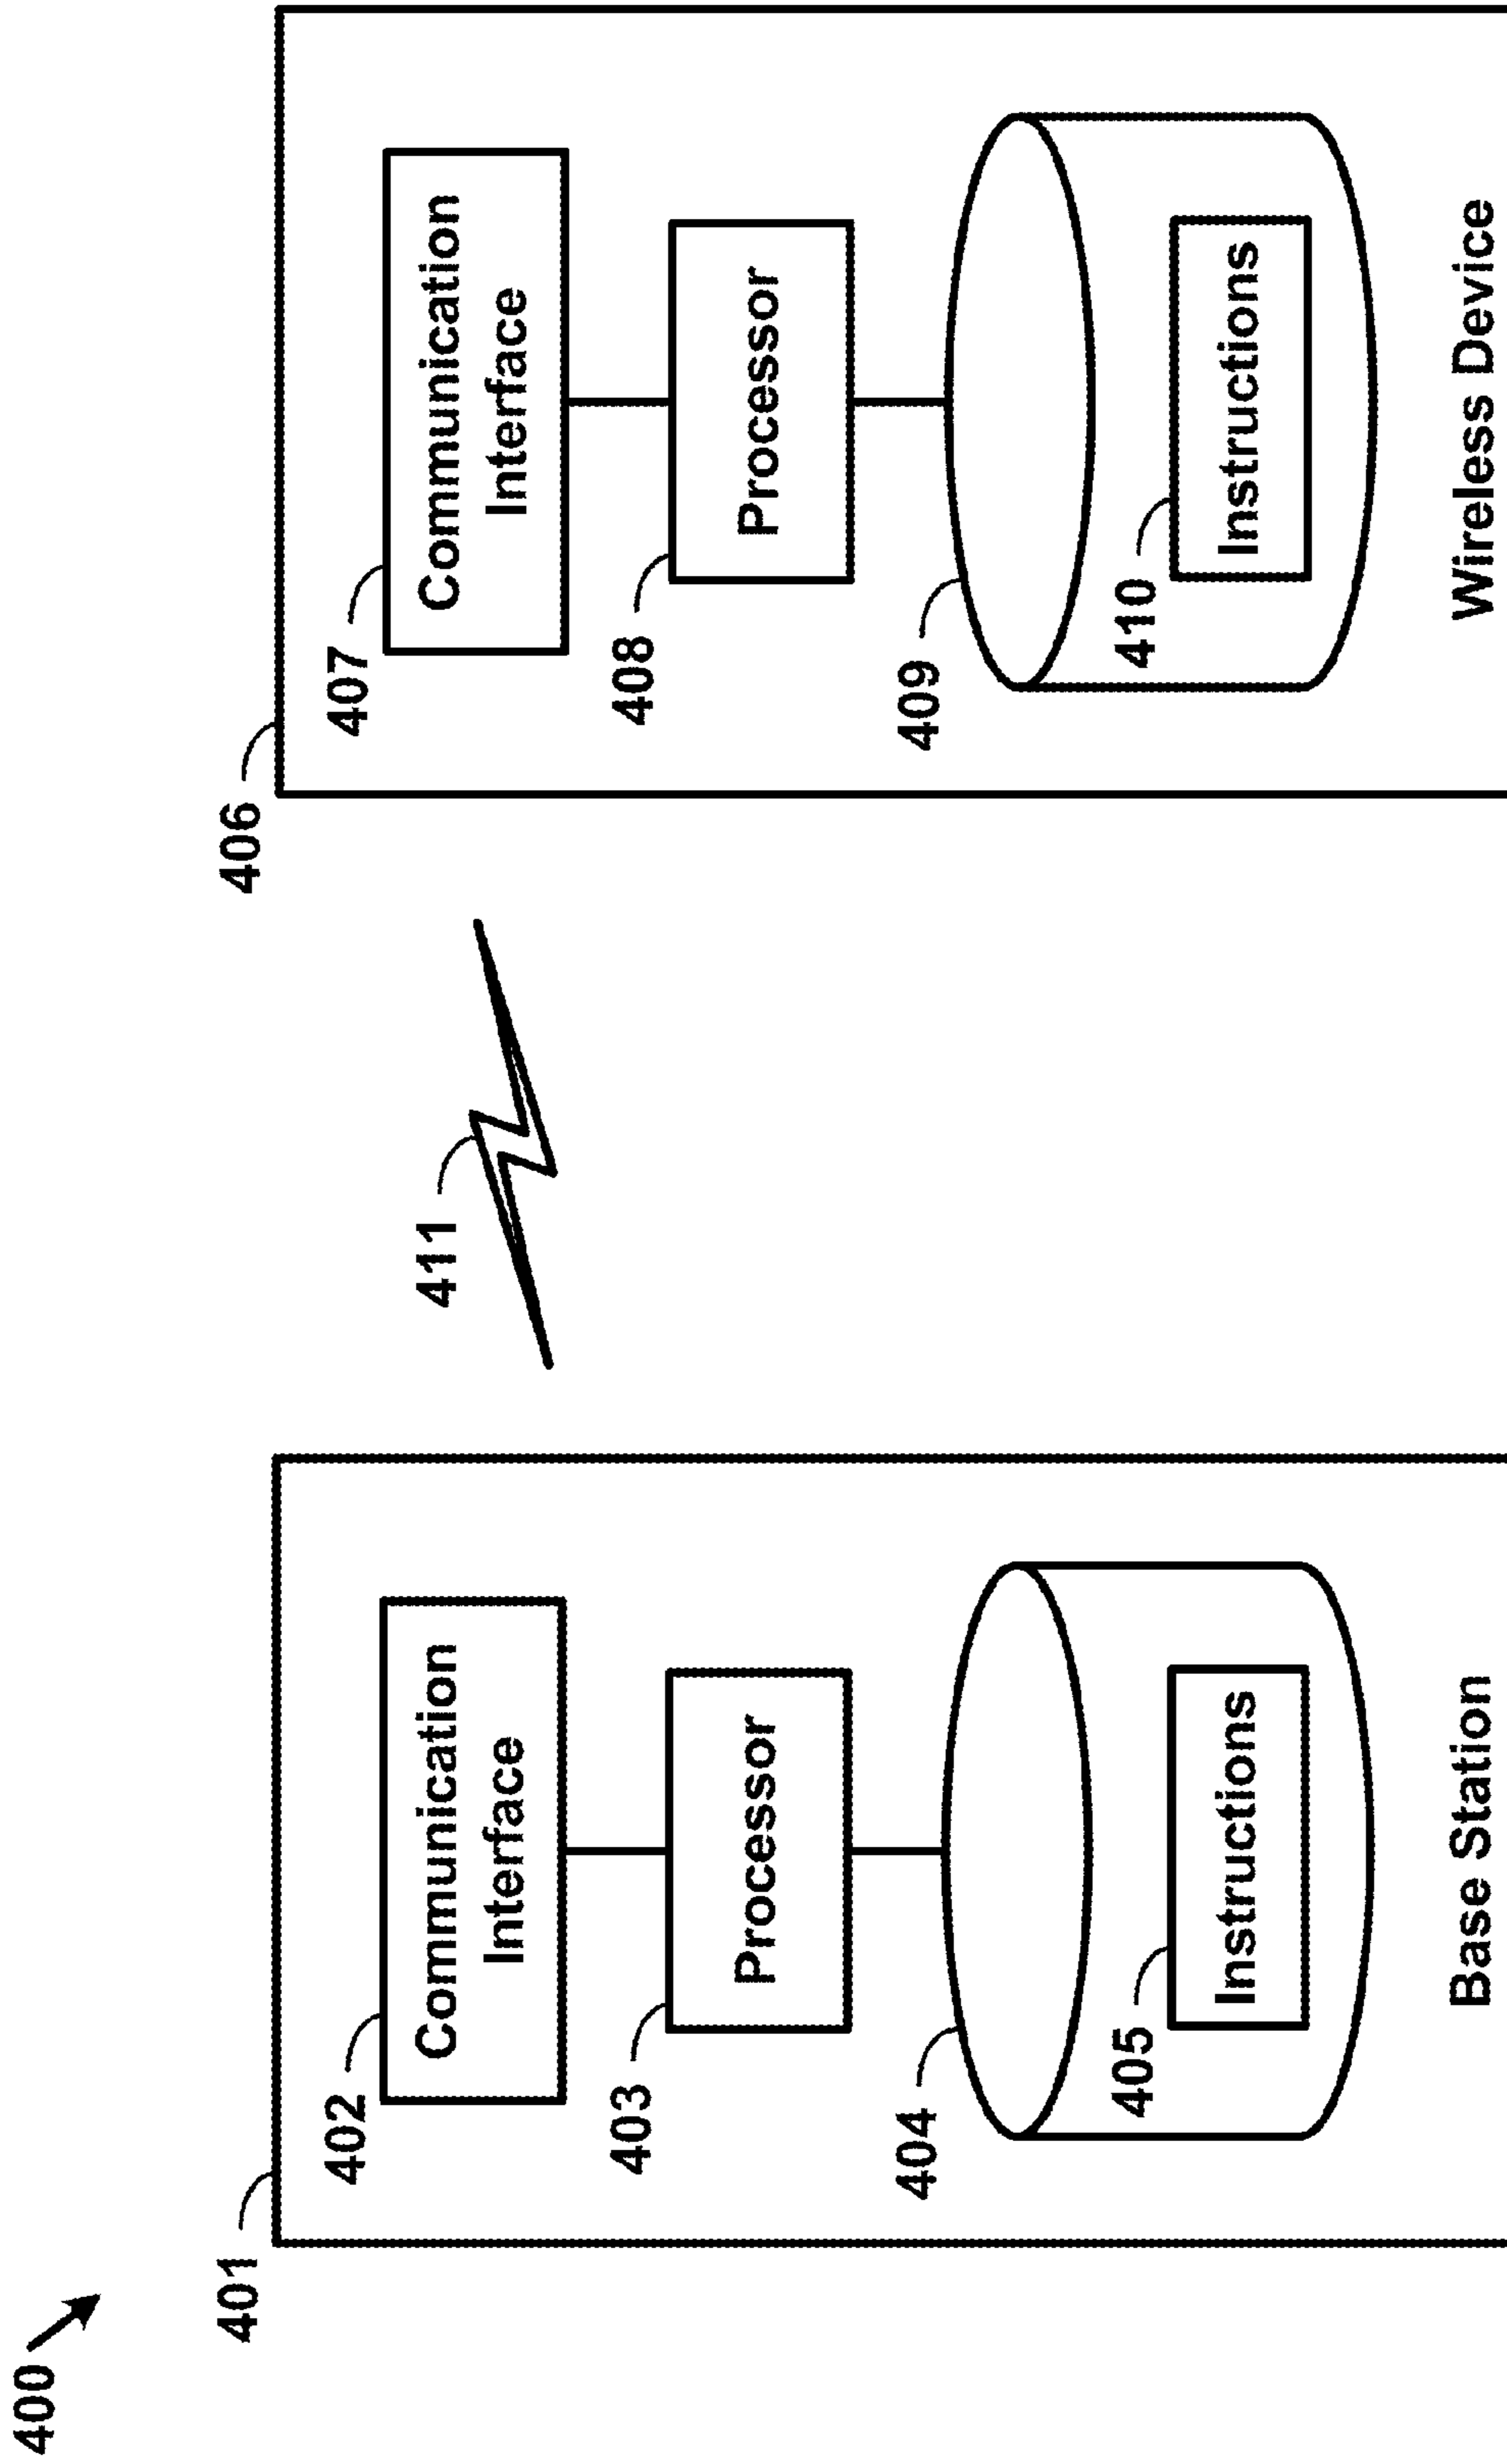 400
401
402
Communication
Interface
403
Processor
404
405
Instructions
Base Station
411
406
407
Communication
Interface
408
Processor
409
410
Instructions
Wireless Device